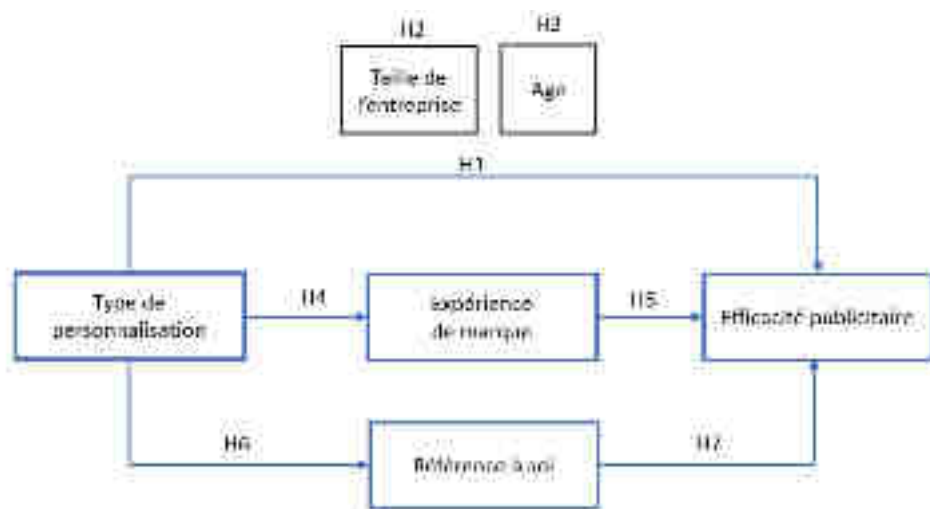 H2
H3
Taille de
l'entreprise
Age
H1
Type de
personnalisation
H4
Expérience
de marque
H5
Efficacité publicitaire
H6
Référence à soi
H7